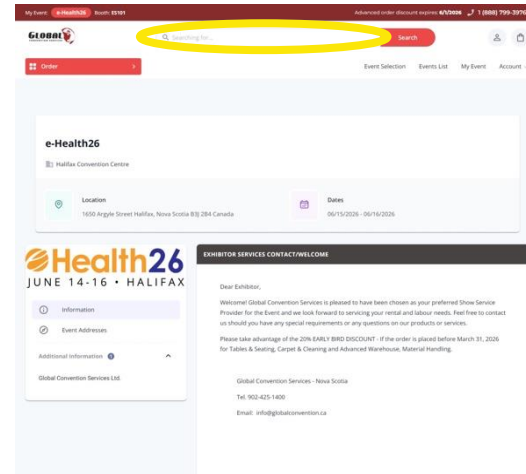 My Event: e-Health26 Booth: ES101 Advanced order discount expires: 6/1/2026 1 (888) 799-3976
GLOBAL
CONVENTION SERVICES
Searching for... Search
Order
Event Selection Events List My Event Account
e-Health26
Halifax Convention Centre
Location
1650 Argyle Street Halifax, Nova Scotia B3J 2B4 Canada
Dates
06/15/2026 - 06/16/2026
eHealth26
JUNE 14-16 • HALIFAX
Information
Event Addresses
Additional Information
Global Convention Services Ltd.
EXHIBITOR SERVICES CONTACT/WELCOME
Dear Exhibitor,
Welcome! Global Convention Services is pleased to have been chosen as your preferred Show Service
Provider for the Event and we look forward to servicing your rental and labour needs. Feel free to contact
us should you have any special requirements or any questions on our products or services.
Please take advantage of the 20% EARLY BIRD DISCOUNT - if the order is placed before March 31, 2026
for Tables & Seating, Carpet & Cleaning and Advanced Warehouse, Material Handling.
Global Convention Services - Nova Scotia
Tel. 902-425-1400
Email: info@globalconvention.ca